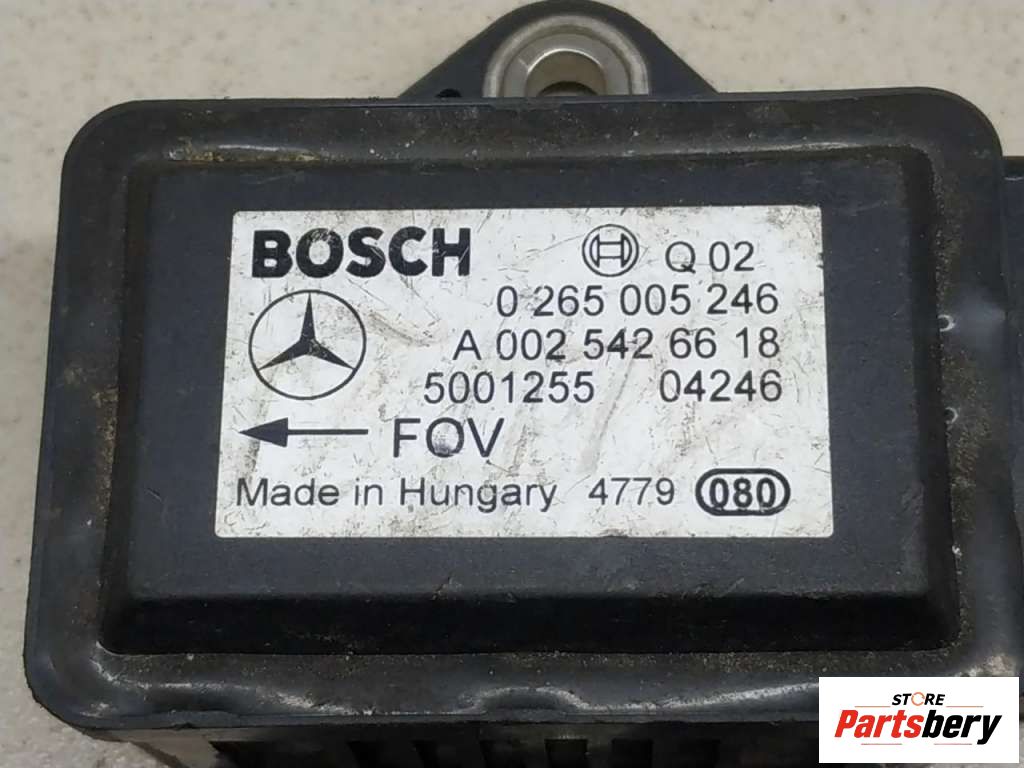 BOSCH
Q 02
0 265 005 246
A 002 542 66 18
5001255 04246
FOV
Made in Hungary 4779 080
STORE
Partsbery